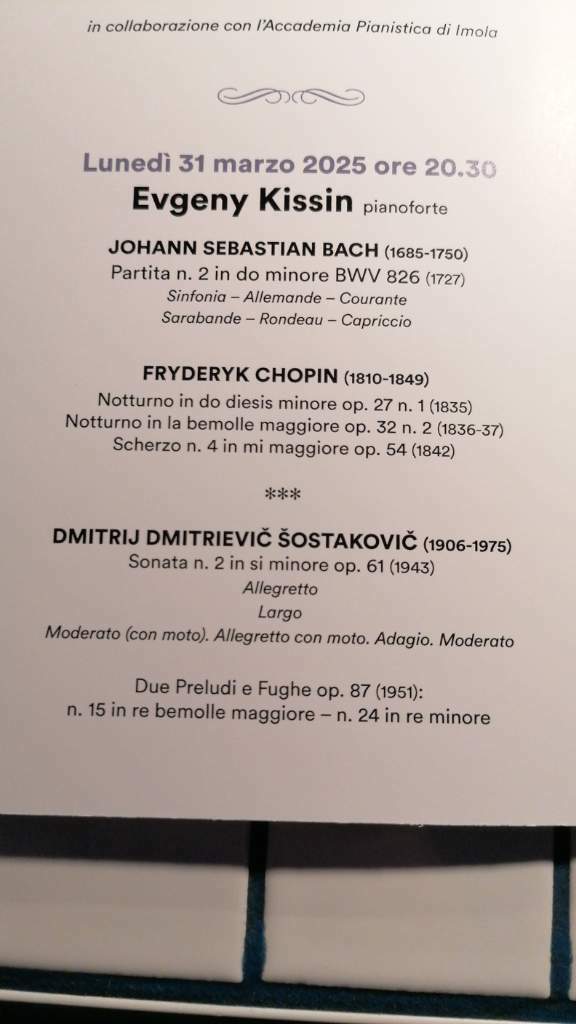 in collaborazione con l'Accademia Pianistica di Imola
Lunedì 31 marzo 2025 ore 20.30
Evgeny Kissin pianoforte
JOHANN SEBASTIAN BACH (1685-1750)
Partita n. 2 in do minore BWV 826 (1727)
Sinfonia – Allemande – Courante
Sarabande – Rondeau – Capriccio
FRYDERYK CHOPIN (1810-1849)
Notturno in do diesis minore op. 27 n. 1 (1835)
Notturno in la bemolle maggiore op. 32 n. 2 (1836-37)
Scherzo n. 4 in mi maggiore op. 54 (1842)
***
DMITRIJ DMITRIEVIČ ŠOSTAKOVIČ (1906-1975)
Sonata n. 2 in si minore op. 61 (1943)
Allegretto
Largo
Moderato (con moto). Allegretto con moto. Adagio. Moderato
Due Preludi e Fughe op. 87 (1951):
n. 15 in re bemolle maggiore – n. 24 in re minore